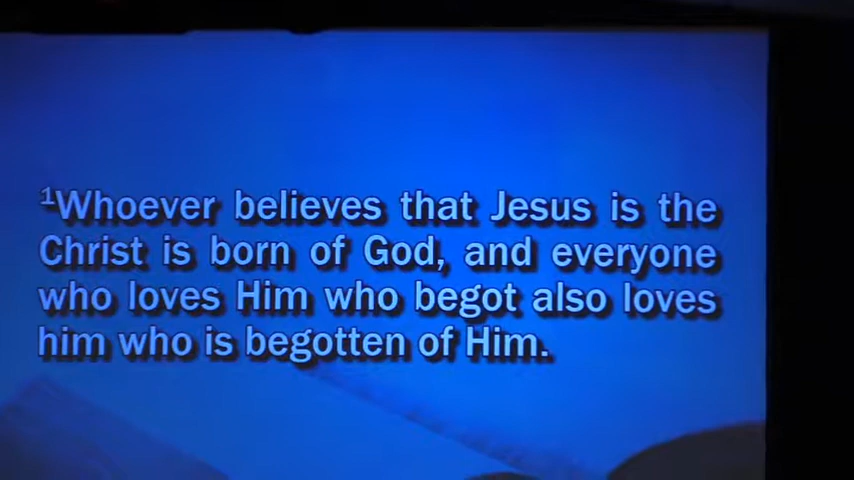 ¹Whoever believes that Jesus is the
Christ is born of God, and everyone
who loves Him who begot also loves
him who is begotten of Him.